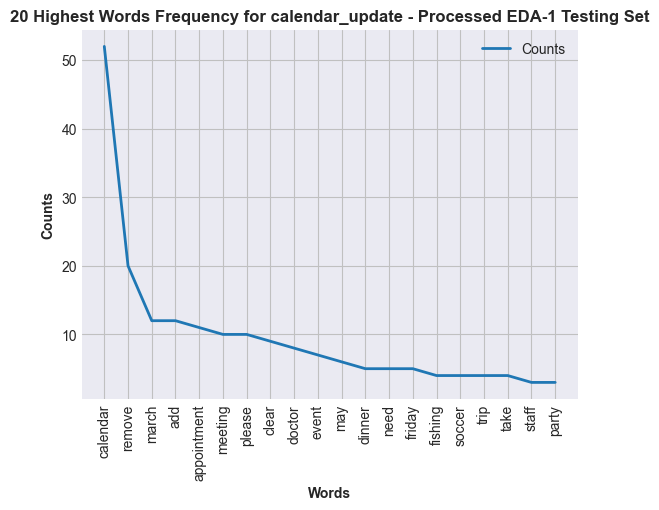 20 Highest Words Frequency for calendar_update - Processed EDA-1 Testing Set
Counts
50
40
30
20
10
Counts
calendar
remove
march
add
appointment
meeting
please
clear
doctor
event
may
dinner
need
friday
fishing
soccer
trip
take
staff
party
Words